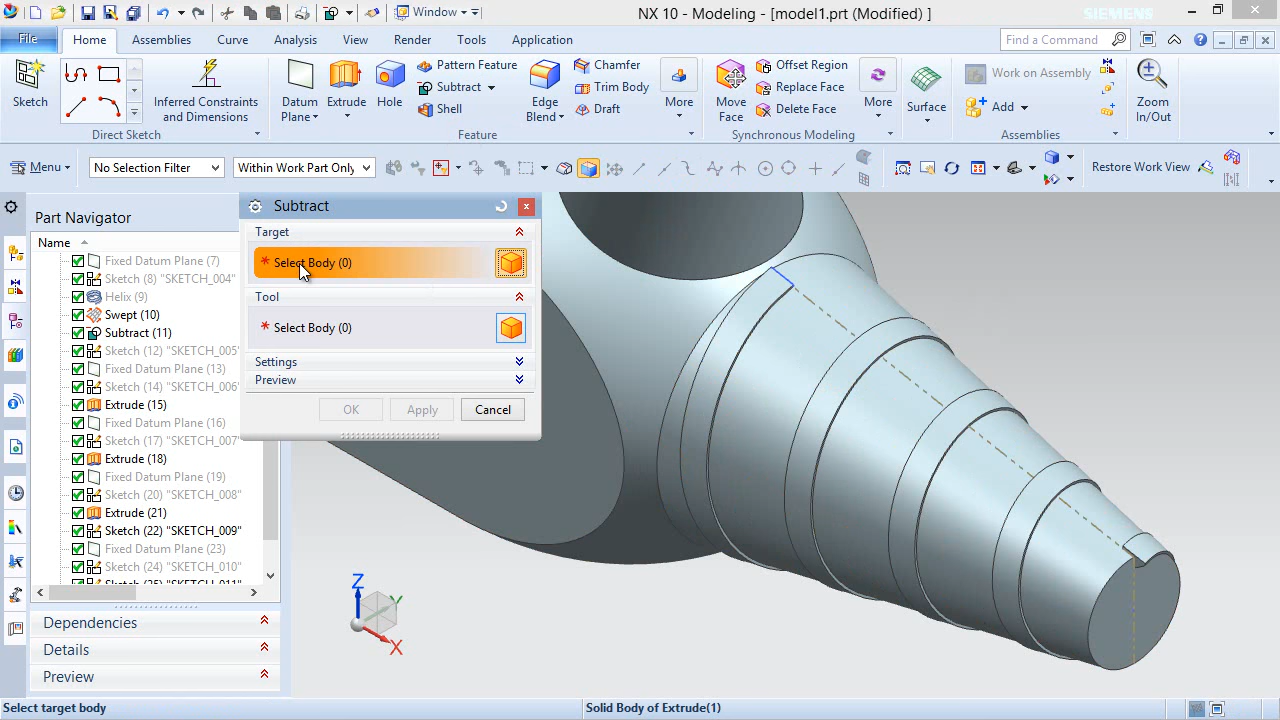 Window
NX 10 - Modeling - [model1.prt (Modified) ]
SIEMENS
File
Home
Assemblies
Curve
Analysis
View
Render
Tools
Application
Find a Command
Sketch
Direct Sketch
Inferred Constraints
and Dimensions
Datum
Plane
Extrude
Hole
Pattern Feature
Subtract
Shell
Edge
Blend
Chamfer
Trim Body
Draft
More
Feature
Move
Face
Offset Region
Replace Face
Delete Face
More
Synchronous Modeling
Surface
Work on Assembly
Add
Assemblies
Zoom
In/Out
Menu
No Selection Filter
Within Work Part Only
Restore Work View
Part Navigator
Name
Fixed Datum Plane (7)
Sketch (8) "SKETCH_004"
Helix (9)
Swept (10)
Subtract (11)
Sketch (12) "SKETCH_005"
Fixed Datum Plane (13)
Sketch (14) "SKETCH_006
Extrude (15)
Fixed Datum Plane (16)
Sketch (17) "SKETCH_007"
Extrude (18)
Fixed Datum Plane (19)
Sketch (20) "SKETCH_008
Extrude (21)
Sketch (22) "SKETCH_009"
Fixed Datum Plane (23)
Sketch (24) "SKETCH_010
Sketch (25) "SKETCH_011"
Dependencies
Details
Preview
Subtract
Target
* Select Body (0)
Tool
* Select Body (0)
Settings
Preview
OK
Apply
Cancel
Z
Y
X
Select target body
Solid Body of Extrude(1)